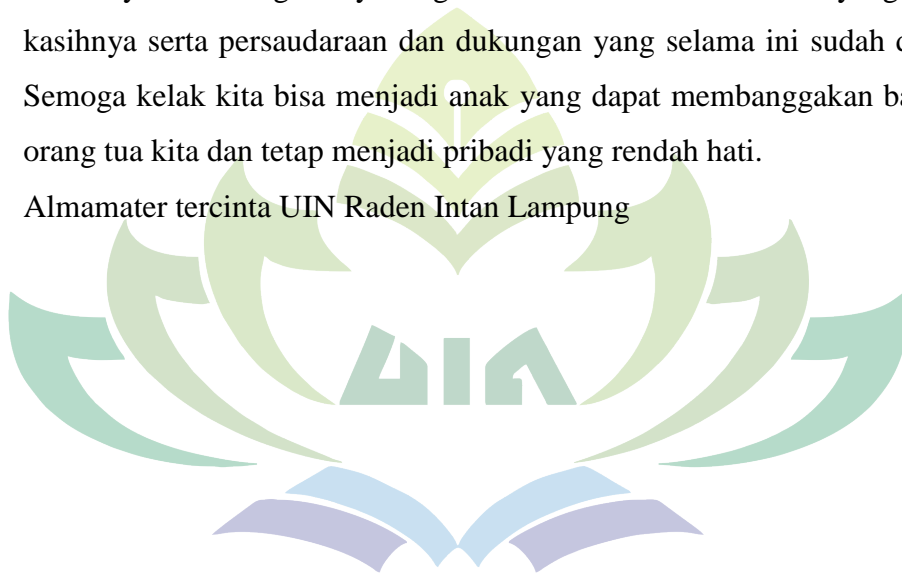 kasihnya serta persaudaraan dan dukungan yang selama ini sudah
Semoga kelak kita bisa menjadi anak yang dapat membanggakan
orang tua kita dan tetap menjadi pribadi yang rendah hati.
Almamater tercinta UIN Raden Intan Lampung
UIN